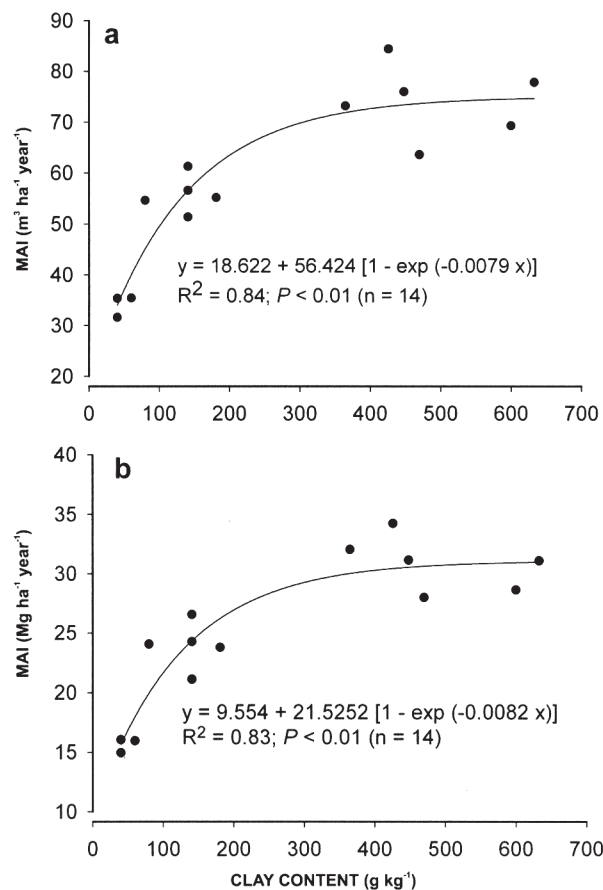 a
90
80
70
60
50
40
30
20
MAI (m³ ha⁻¹ year⁻¹)
y = 18.622 + 56.424 [1 - exp (-0.0079 x)]
R² = 0.84; P < 0.01 (n = 14)
0 100 200 300 400 500 600 700
b
40
35
30
25
20
15
10
MAI (Mg ha⁻¹ year⁻¹)
y = 9.554 + 21.5252 [1 - exp (-0.0082 x)]
R² = 0.83; P < 0.01 (n = 14)
0 100 200 300 400 500 600 700
CLAY CONTENT (g kg⁻¹)